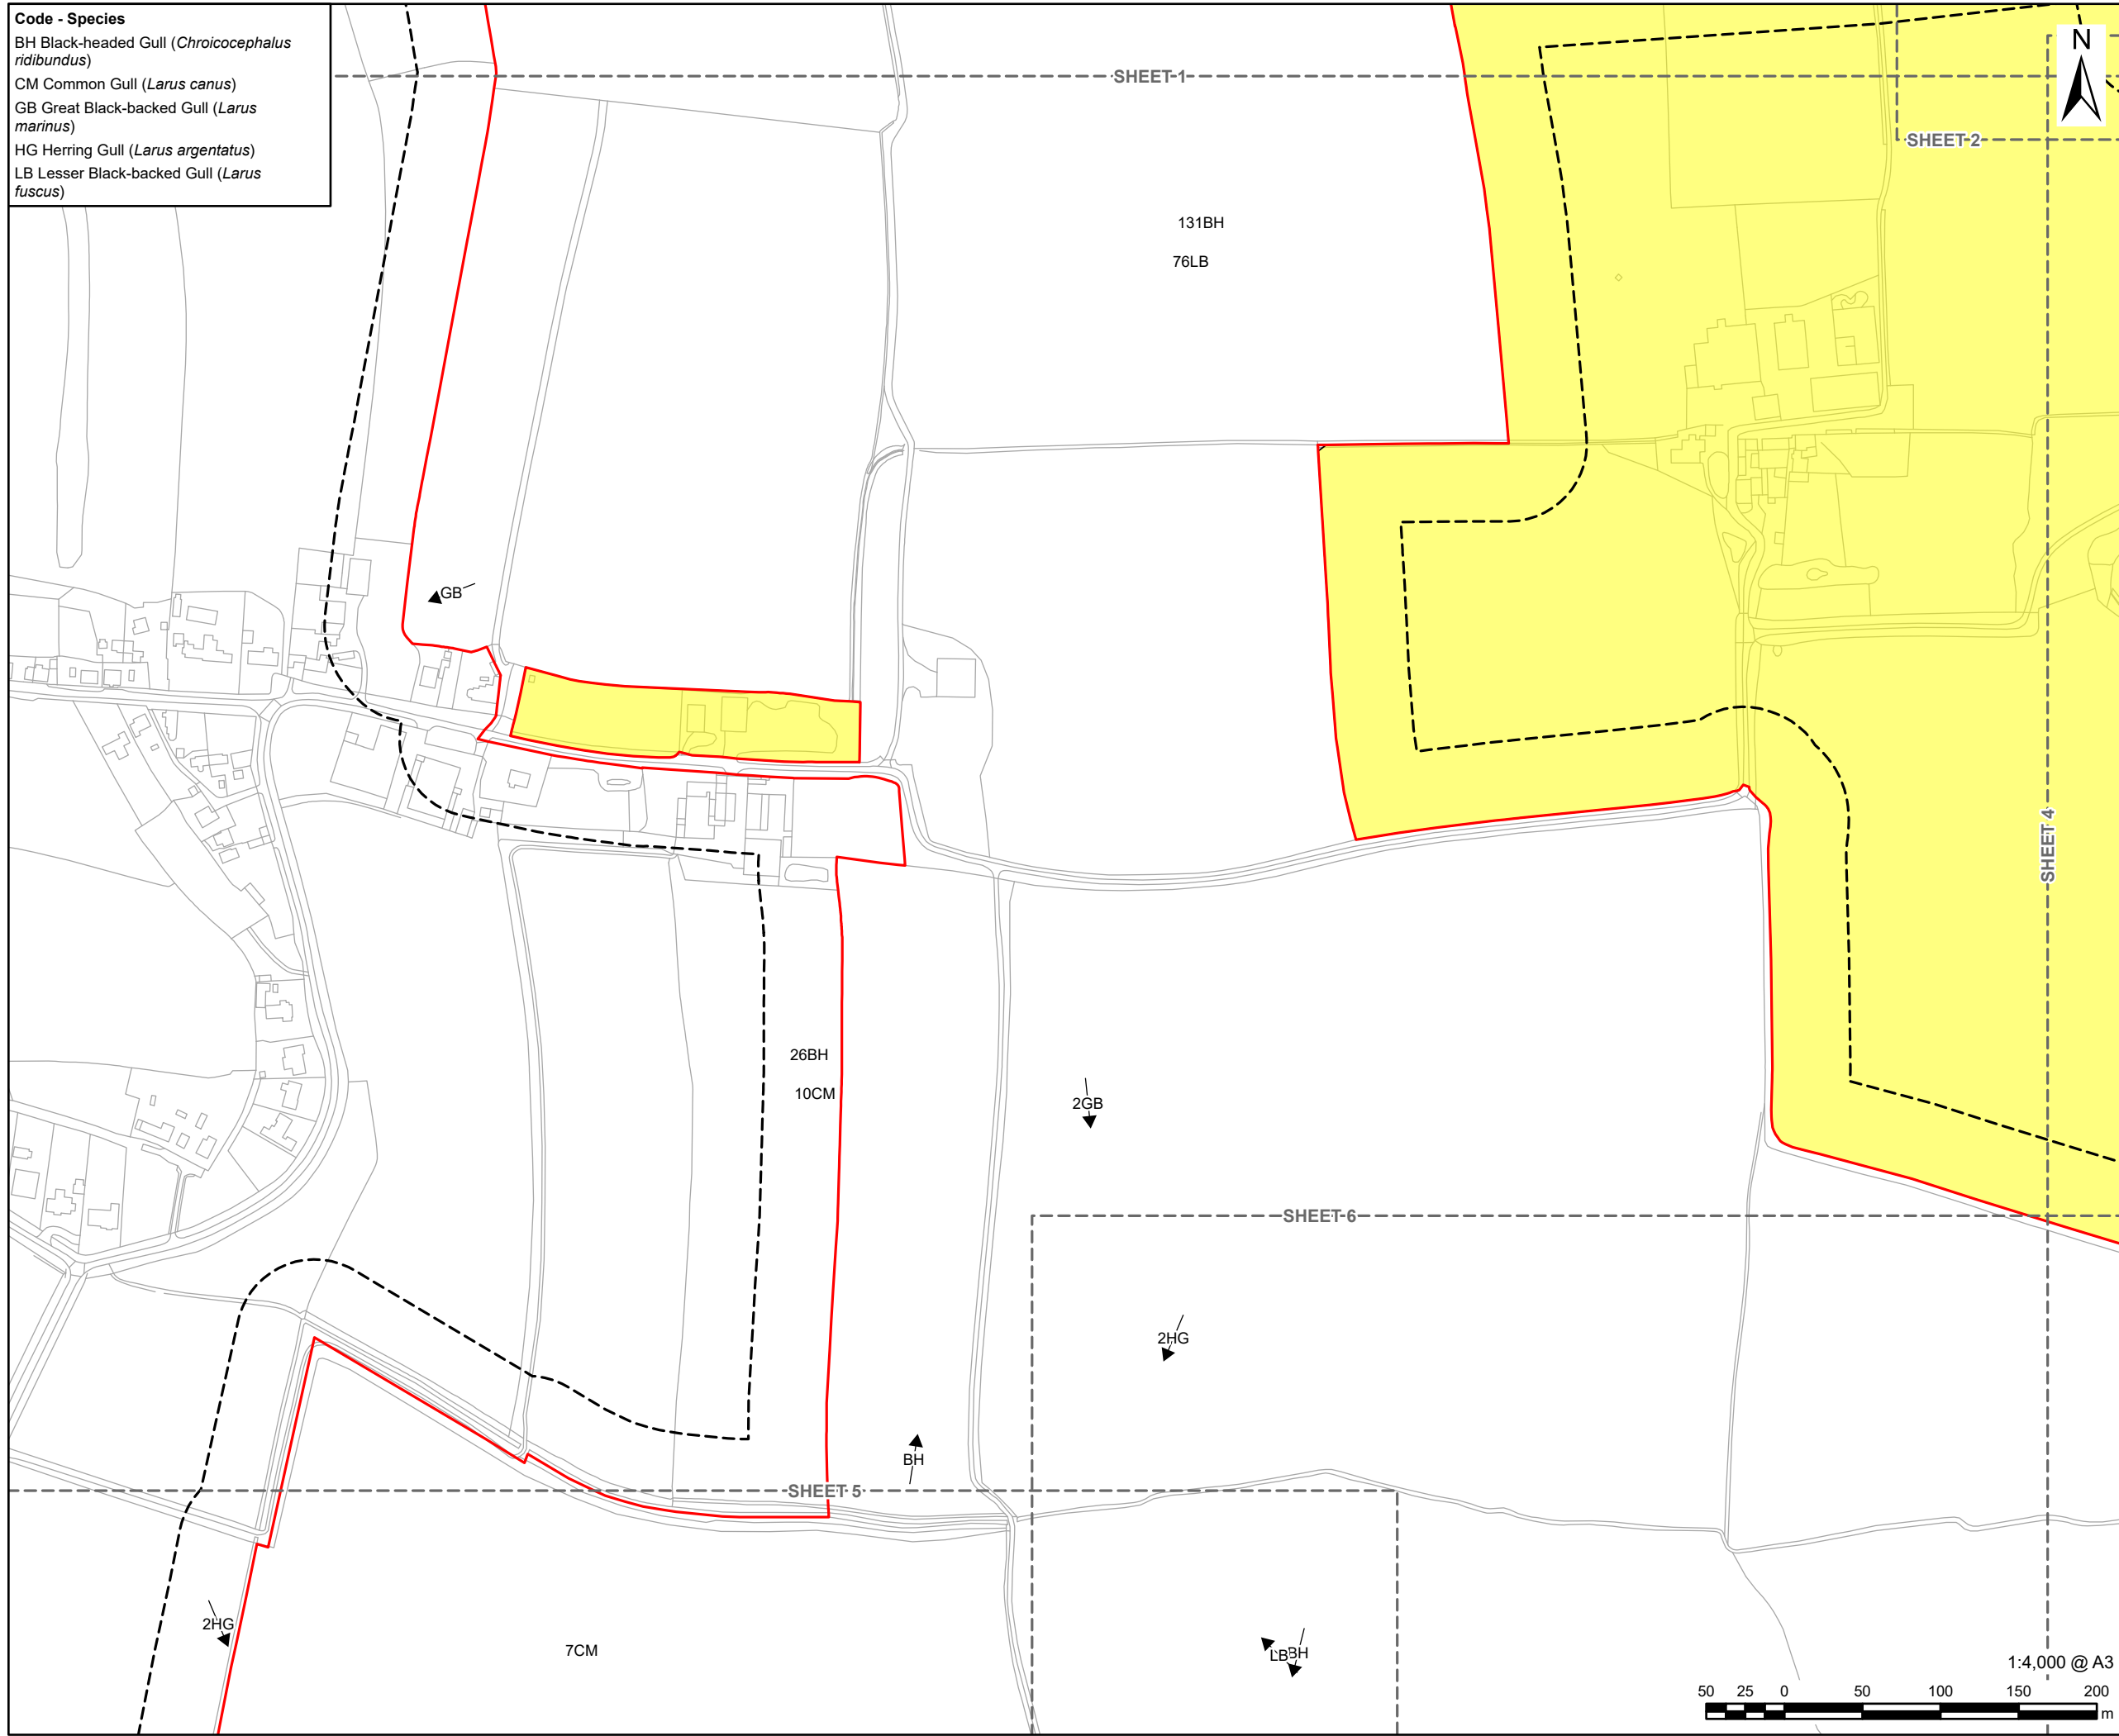 Code - Species
BH Black-headed Gull (Chroicocephalus
ridibundus)
CM Common Gull (Larus canus)
GB Great Black-backed Gull (Larus
marinus)
HG Herring Gull (Larus argentatus)
LB Lesser Black-backed Gull (Larus
fuscus)
N
SHEET 1
SHEET 2
131BH
76LB
GB
SHEET 4
26BH
10CM
2GB
SHEET 6
2HG
BH
SHEET 5
2HG
7CM
LB
BH
1:4,000 @ A3
50 25 0 50 100 150 200
m